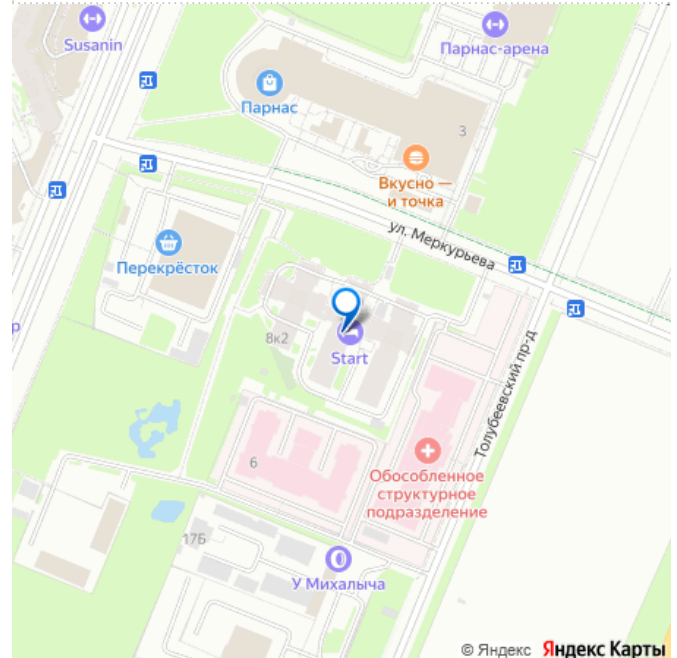 Susanin
Парнас-арена
Парнас
3
Вкусно —
и точка
ул. Меркурьева
Перекрёсток
р
8к2
Start
Толубеевский пр-д
6
Обособленное
структурное
подразделение
17Б
У Михалыча
© Яндекс Яндекс Карты